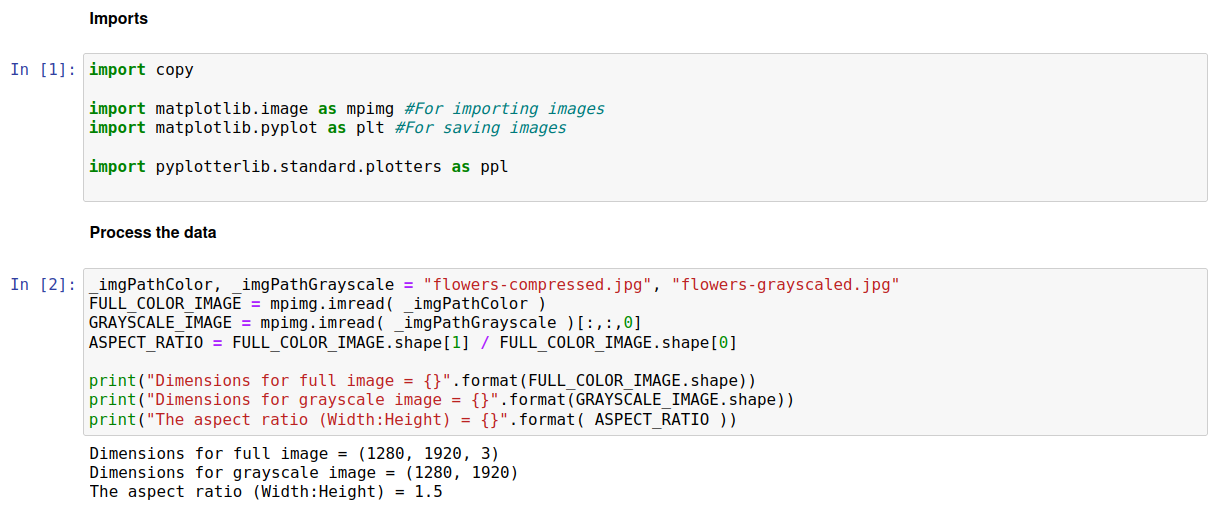 Imports
In [1]:
import copy
import matplotlib.image as mpimg #For importing images
import matplotlib.pyplot as plt #For saving images
import pyplotterlib.standard.plotters as ppl
Process the data
In [2]:
_imgPathColor, _imgPathGrayscale = "flowers-compressed.jpg", "flowers-grayscaled.jpg"
FULL_COLOR_IMAGE = mpimg.imread( _imgPathColor )
GRAYSCALE_IMAGE = mpimg.imread( _imgPathGrayscale )[:,:,0]
ASPECT_RATIO = FULL_COLOR_IMAGE.shape[1] / FULL_COLOR_IMAGE.shape[0]
print("Dimensions for full image = {}".format(FULL_COLOR_IMAGE.shape))
print("Dimensions for grayscale image = {}".format(GRAYSCALE_IMAGE.shape))
print("The aspect ratio (Width:Height) = {}".format( ASPECT_RATIO ))
Dimensions for full image = (1280, 1920, 3)
Dimensions for grayscale image = (1280, 1920)
The aspect ratio (Width:Height) = 1.5